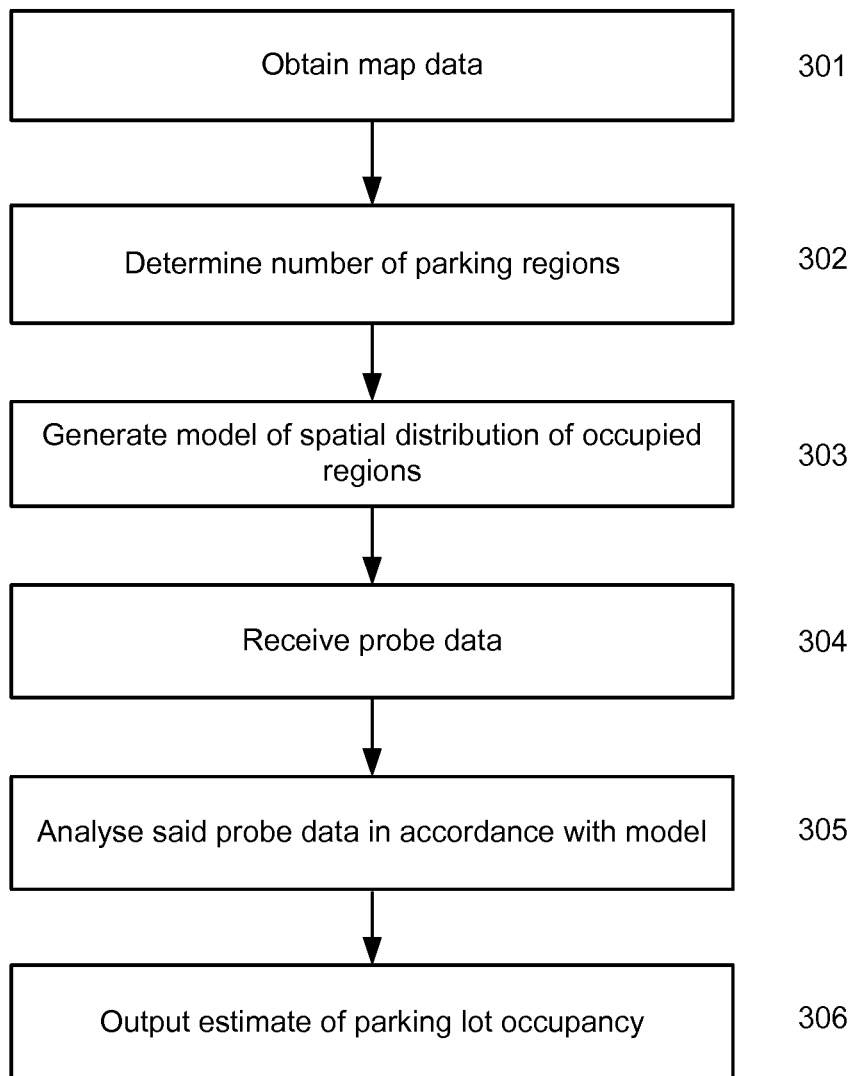 Obtain map data
301
Determine number of parking regions
302
Generate model of spatial distribution of occupied
regions
303
Receive probe data
304
Analyse said probe data in accordance with model
305
Output estimate of parking lot occupancy
306